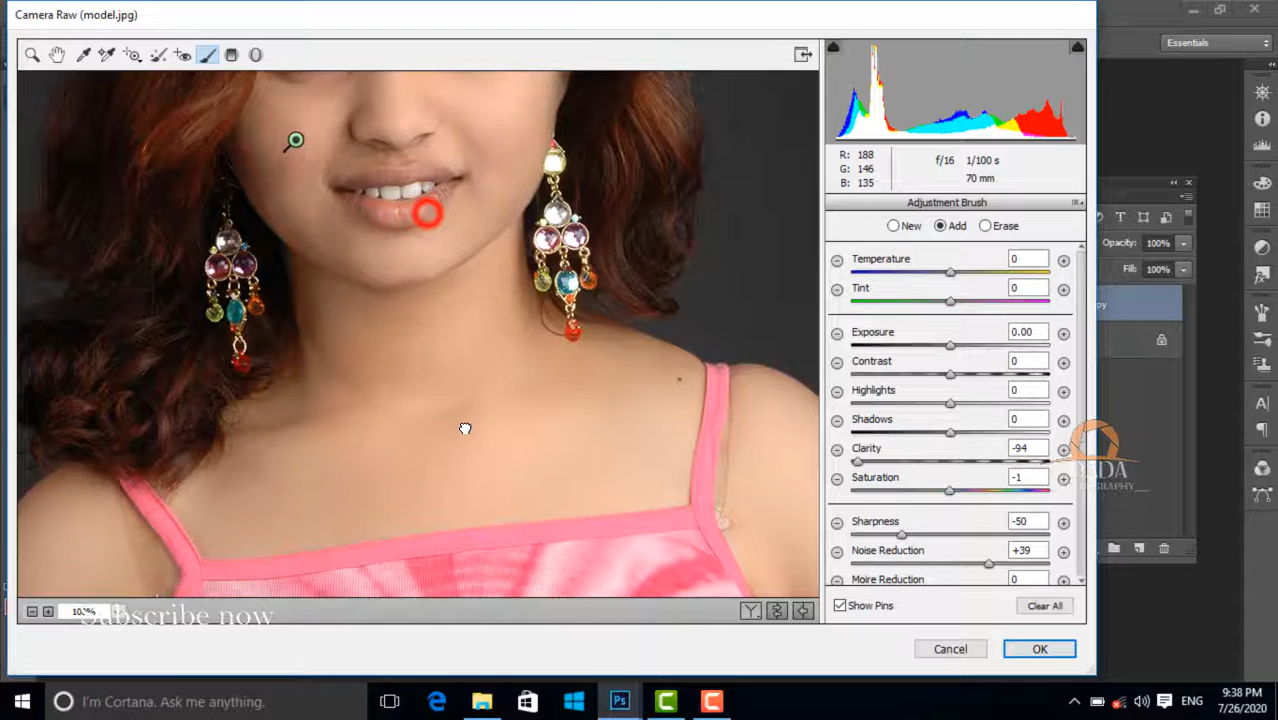 Camera Raw (model.jpg)
Essentials
R: 188
G: 146
B: 135
f/16 1/100 s
70 mm
Adjustment Brush
New Add Erase
Temperature 0
Tint 0
Exposure 0.00
Contrast 0
Highlights 0
Shadows 0
Clarity -94
Saturation -1
Sharpness -50
Noise Reduction +39
Moire Reduction 0
Show Pins Clear All
Opacity: 100%
Fill: 100%
100%
Subscribe now
Cancel OK
I'm Cortana. Ask me anything.
Ps
ENG
9:38 PM
7/26/2020